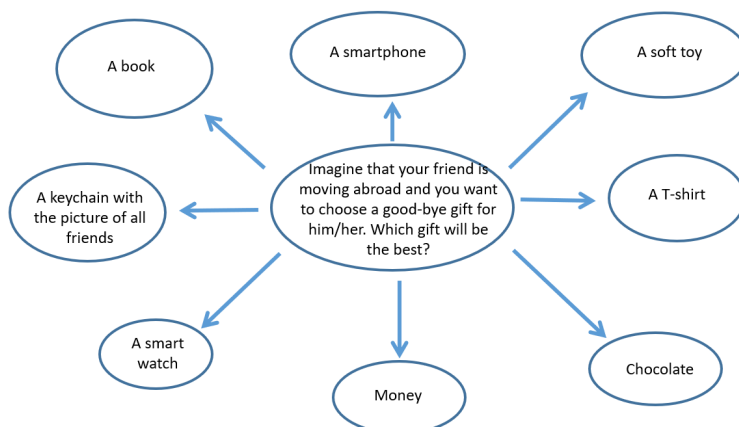 A book
A smartphone
A soft toy
Imagine that your friend is
moving abroad and you want
to choose a good-bye gift for
him/her. Which gift will be
the best?
A keychain with
the picture of all
friends
A T-shirt
A smart
watch
Money
Chocolate